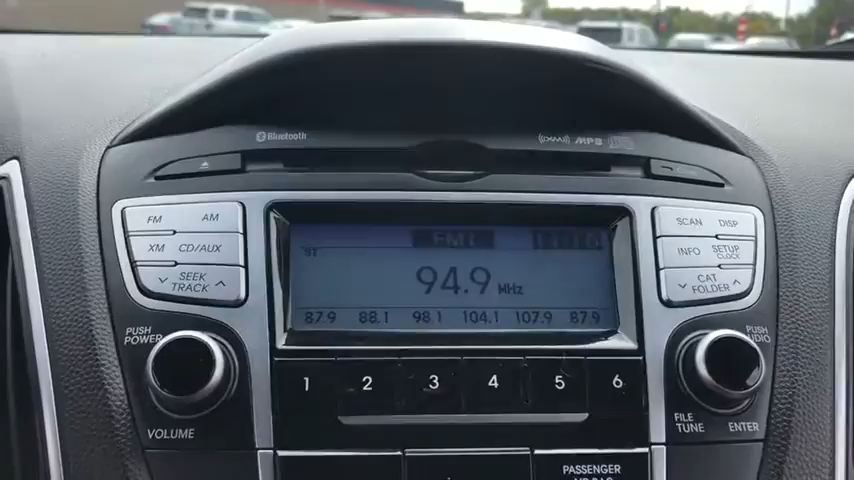 Bluetooth
XM MP3
FM AM
XM CD/AUX
SEEK
TRACK
FM1
ST
94.9 MHz
87.9 88.1 98.1 104.1 107.9 87.9
SCAN DISP
INFO SETUP
CLOCK
CAT
FOLDER
PUSH
POWER
VOLUME
1 2 3 4 5 6
PUSH
AUDIO
FILE
TUNE
ENTER
PASSENGER